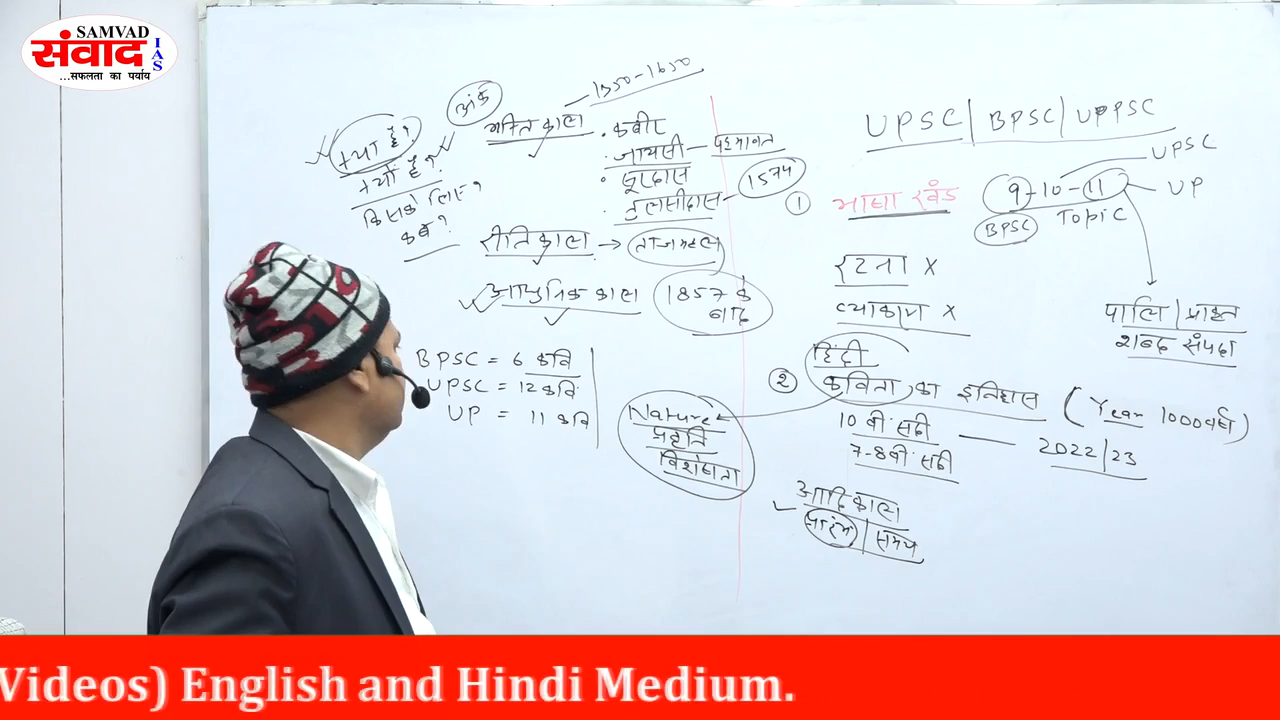 SAMVAD
संवाद
IAS
...सफलता का पर्याय
1350-1650
अंक
भक्ति काल
क्या है?
क्यों है?
किसके लिए?
कब?
• कबीर
• जायसी - पद्मावत
• सूरदास
• तुलसीदास - 1574
रीति काल → ताजमहल
आधुनिक काल
1857 के
बाद
BPSC = 6 कवि
UPSC = 12 कवि
UP = 11 कवि
Nature
प्रकृति
विशेषता
UPSC | BPSC | UPPSC
① भाषा खंड
9-10-11
UPSC
UP
BPSC
Topic
रटना x
व्याकरण x
पालि | प्राकृत
शब्द संपदा
② हिंदी
कविता का इतिहास (Year 1000 वर्ष)
10 वीं सदी — 2022/23
7-8वीं सदी
आदिकाल
प्रारंभ | समय
Videos) English and Hindi Medium.